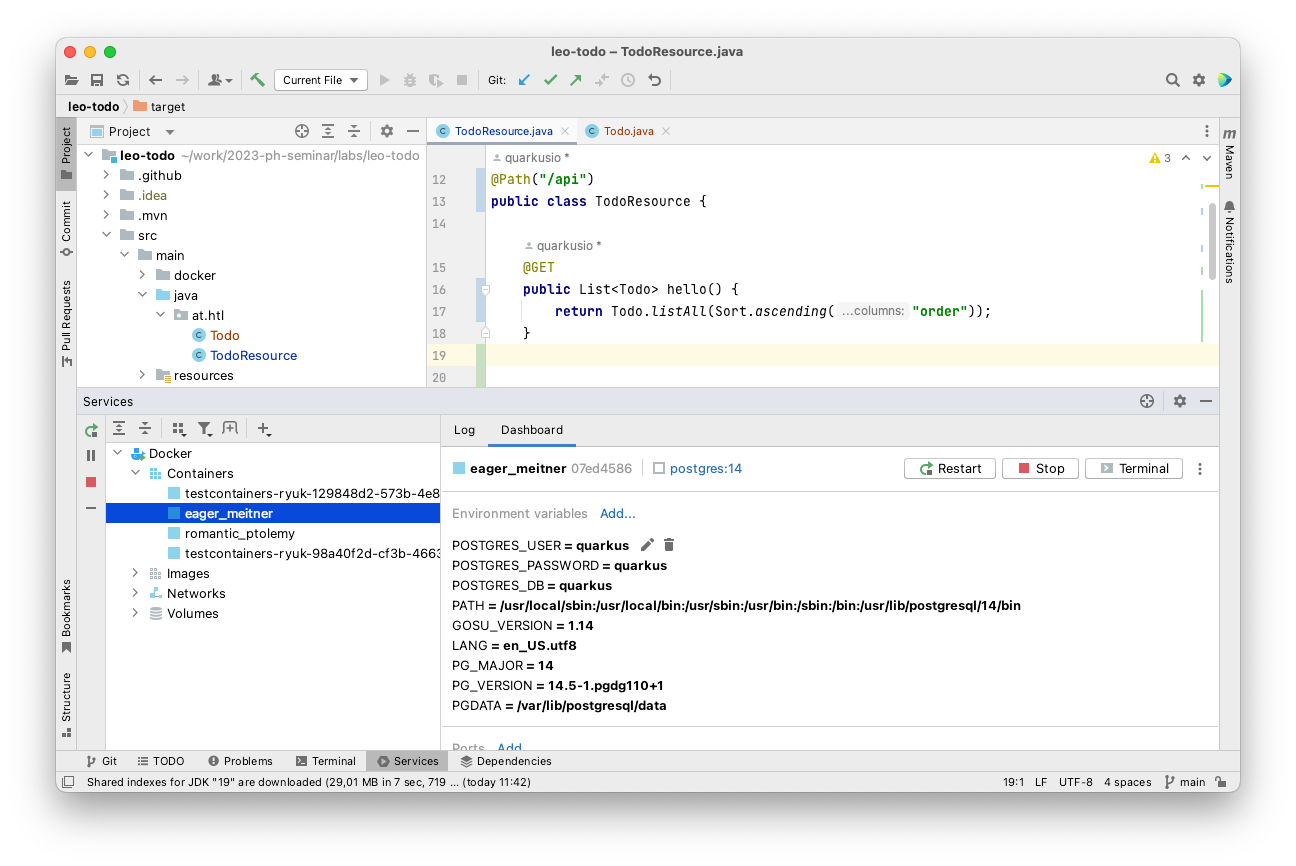 leo-todo – TodoResource.java
Current File
Git:
leo-todo
target
Project
leo-todo ~/work/2023-ph-seminar/labs/leo-todo
.github
.idea
.mvn
src
main
docker
java
at.htl
Todo
TodoResource
resources
Project
Commit
Pull Requests
Bookmarks
Structure
TodoResource.java
Todo.java
quarkusio *
3
12 @Path("/api")
13 public class TodoResource {
14
quarkusio *
15 @GET
16 public List<Todo> hello() {
17 return Todo.listAll(Sort.ascending( ...columns: "order"));
18 }
19
20
m Maven
Notifications
Services
Docker
Containers
testcontainers-ryuk-129848d2-573b-4e8
eager_meitner
romantic_ptolemy
testcontainers-ryuk-98a40f2d-cf3b-4663
Images
Networks
Volumes
Log
Dashboard
eager_meitner 07ed4586 postgres:14
Restart
Stop
Terminal
Environment variables Add...
POSTGRES_USER = quarkus
POSTGRES_PASSWORD = quarkus
POSTGRES_DB = quarkus
PATH = /usr/local/sbin:/usr/local/bin:/usr/sbin:/usr/bin:/sbin:/bin:/usr/lib/postgresql/14/bin
GOSU_VERSION = 1.14
LANG = en_US.utf8
PG_MAJOR = 14
PG_VERSION = 14.5-1.pgdg110+1
PGDATA = /var/lib/postgresql/data
Ports Add
Git
TODO
Problems
Terminal
Services
Dependencies
Shared indexes for JDK "19" are downloaded (29,01 MB in 7 sec, 719 ... (today 11:42)
19:1 LF UTF-8 4 spaces main